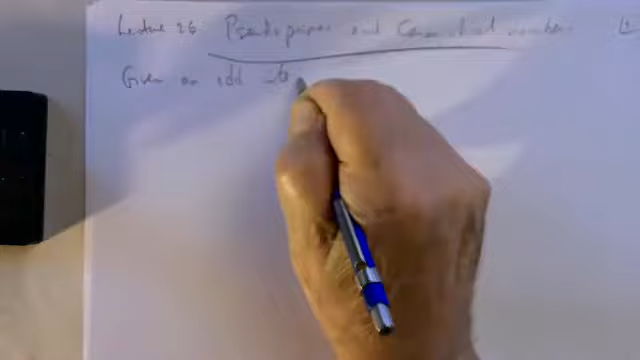 Lecture 26 Pseudoprimes and Carmichael numbers
Given an odd